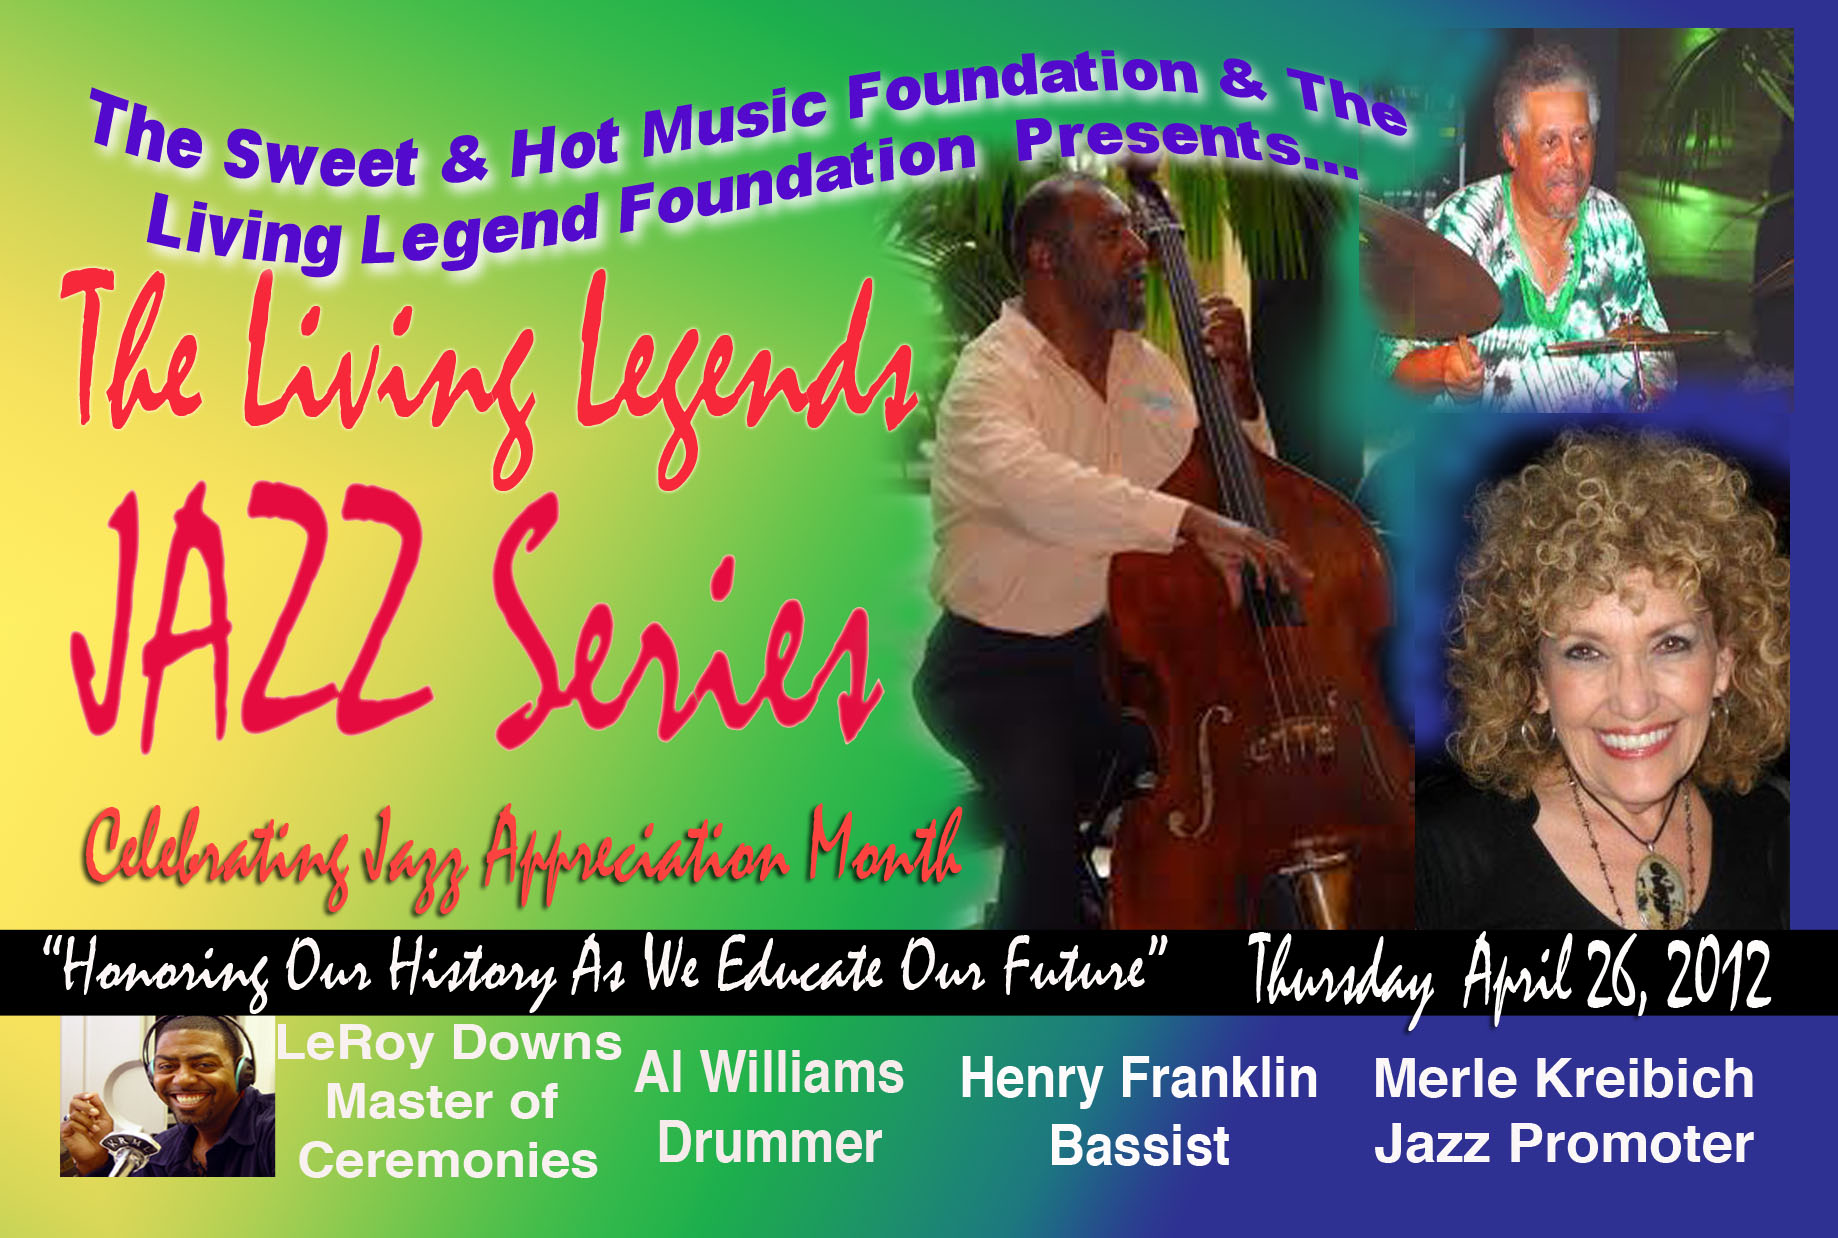 The Sweet & Hot Music Foundation & The
Living Legend Foundation Presents...
The Living Legends
JAZZ Series
Celebrating Jazz Appreciation Month
“Honoring Our History As We Educate Our Future” Thursday April 26, 2012
LeRoy Downs
Master of
Ceremonies
Al Williams
Drummer
Henry Franklin
Bassist
Merle Kreibich
Jazz Promoter